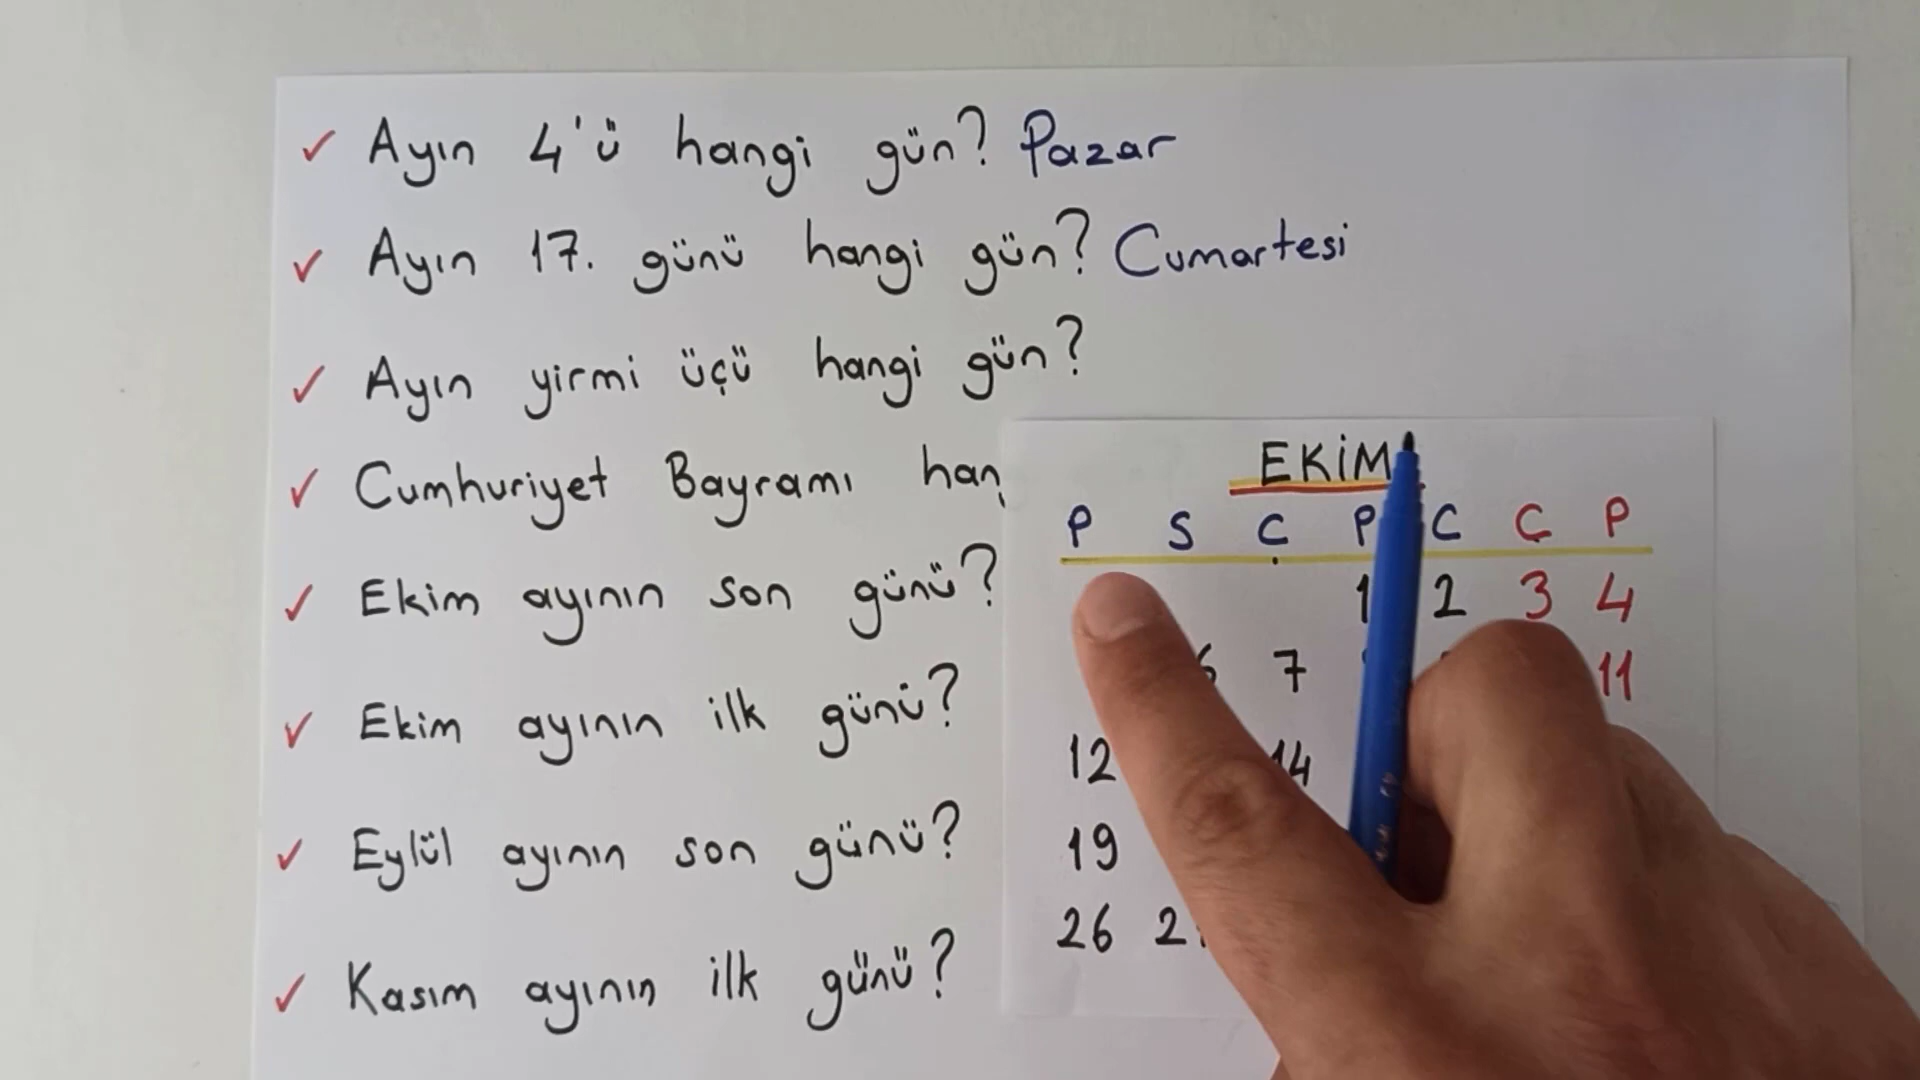 ✓ Ayın 4'ü hangi gün? Pazar
✓ Ayın 17. günü hangi gün? Cumartesi
✓ Ayın yirmi üçü hangi gün?
✓ Cumhuriyet Bayramı
✓ Ekim ayının son günü?
✓ Ekim ayının ilk günü?
✓ Eylül ayının son günü?
✓ Kasım ayının ilk günü?
EKİM
P S Ç P C C P
1 2 3 4
7 11
12 14
19
26